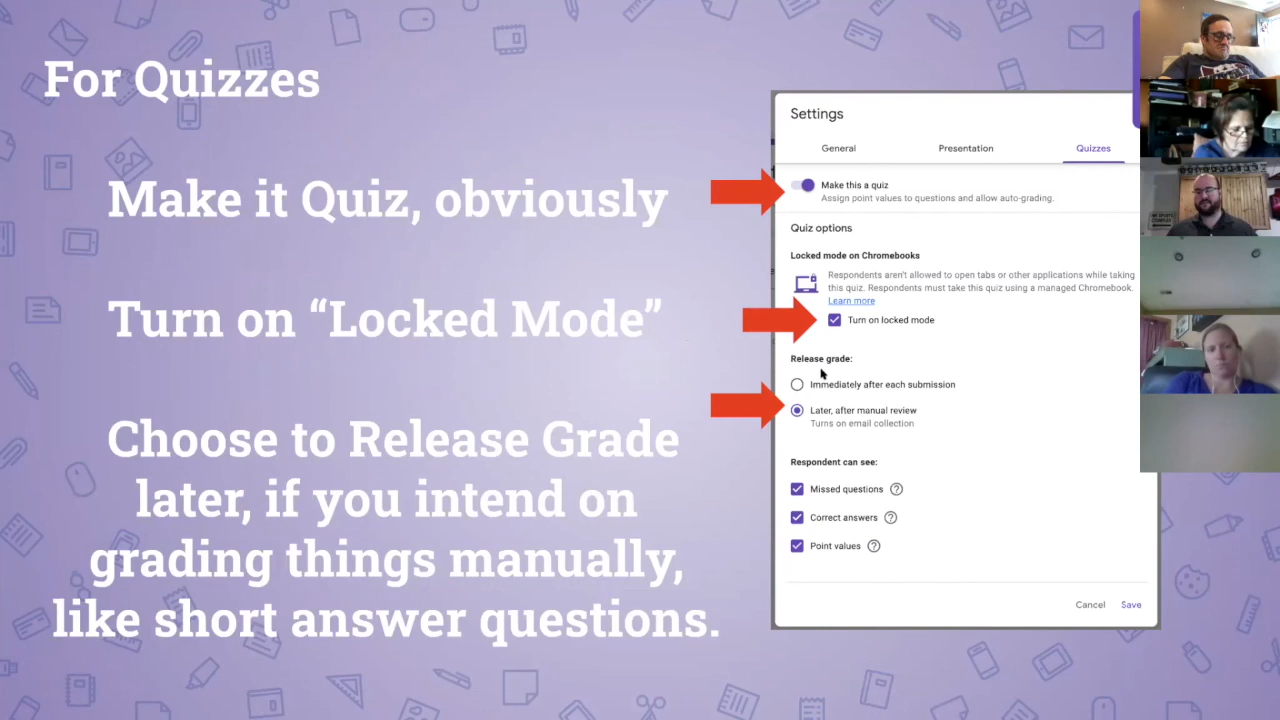 For Quizzes
Make it Quiz, obviously
Turn on “Locked Mode”
Choose to Release Grade
later, if you intend on
grading things manually,
like short answer questions.
Settings
General
Presentation
Quizzes
Make this a quiz
Assign point values to questions and allow auto-grading.
Quiz options
Locked mode on Chromebooks
Respondents aren't allowed to open tabs or other applications while taking
this quiz. Respondents must take this quiz using a managed Chromebook.
Learn more
Turn on locked mode
Release grade:
Immediately after each submission
Later, after manual review
Turns on email collection
Respondent can see:
Missed questions
Correct answers
Point values
Cancel
Save